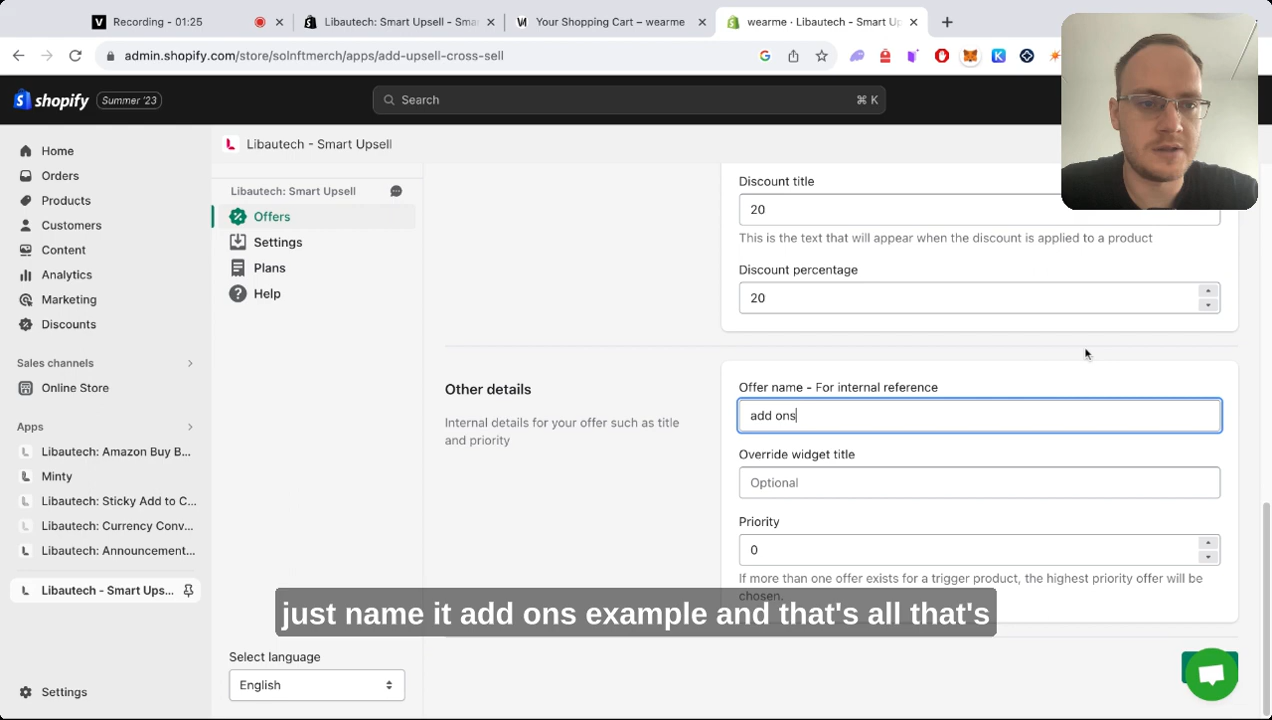 Recording - 01:25
Libautech: Smart Upsell - Sma
Your Shopping Cart – wearme
wearme · Libautech - Smart Up
admin.shopify.com/store/solnftmerch/apps/add-upsell-cross-sell
shopify
Summer '23
Search
⌘ K
Home
Orders
Products
Customers
Content
Analytics
Marketing
Discounts
Sales channels
Online Store
Apps
Libautech: Amazon Buy B...
Minty
Libautech: Sticky Add to C...
Libautech: Currency Conv...
Libautech: Announcement...
Libautech - Smart Ups...
Settings
Libautech - Smart Upsell
Libautech: Smart Upsell
Offers
Settings
Plans
Help
Select language
English
Discount title
20
This is the text that will appear when the discount is applied to a product
Discount percentage
20
Other details
Internal details for your offer such as title
and priority
Offer name - For internal reference
add ons
Override widget title
Optional
Priority
0
If more than one offer exists for a trigger product, the highest priority offer will be
chosen.
just name it add ons example and that's all that's